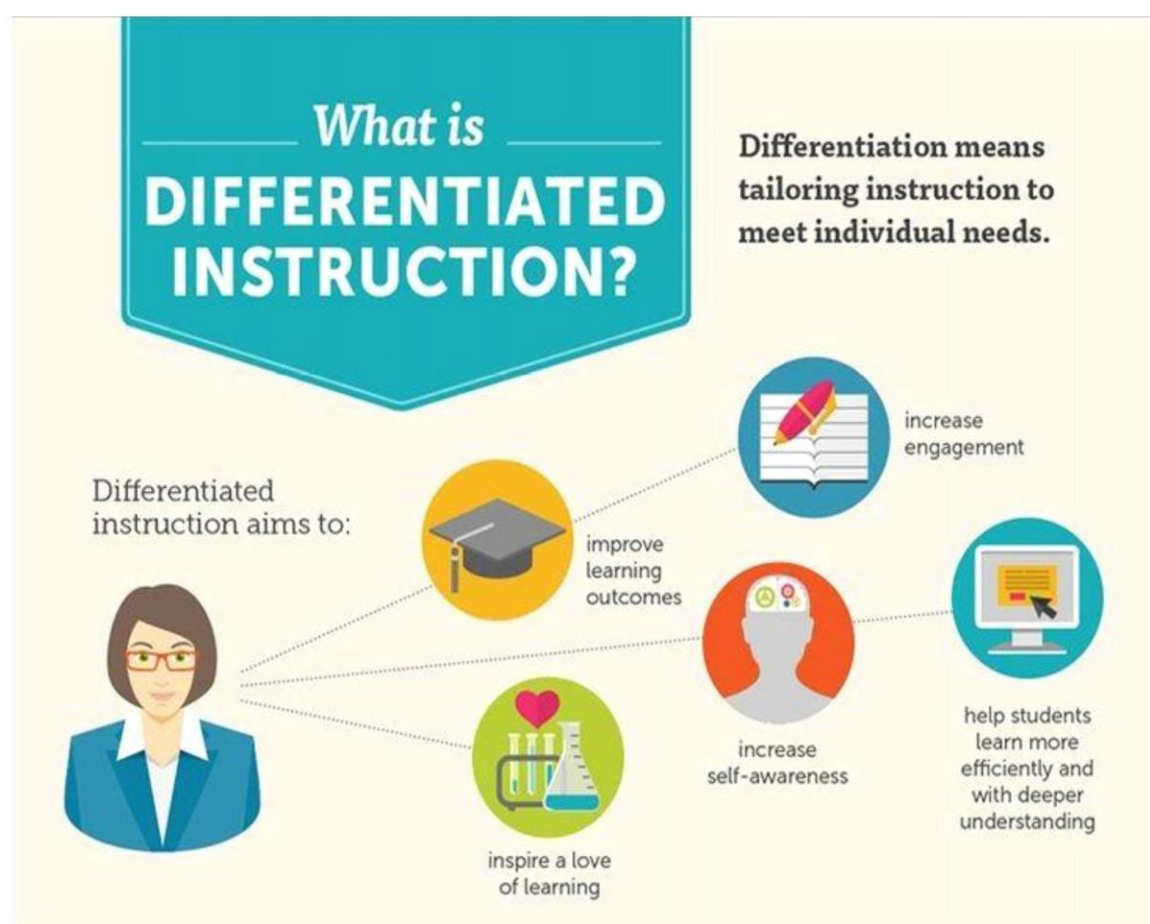 What is
DIFFERENTIATED
INSTRUCTION?
Differentiation means
tailoring instruction to
meet individual needs.
Differentiated
instruction aims to:
improve
learning
outcomes
increase
engagement
increase
self-awareness
help students
learn more
efficiently and
with deeper
understanding
inspire a love
of learning